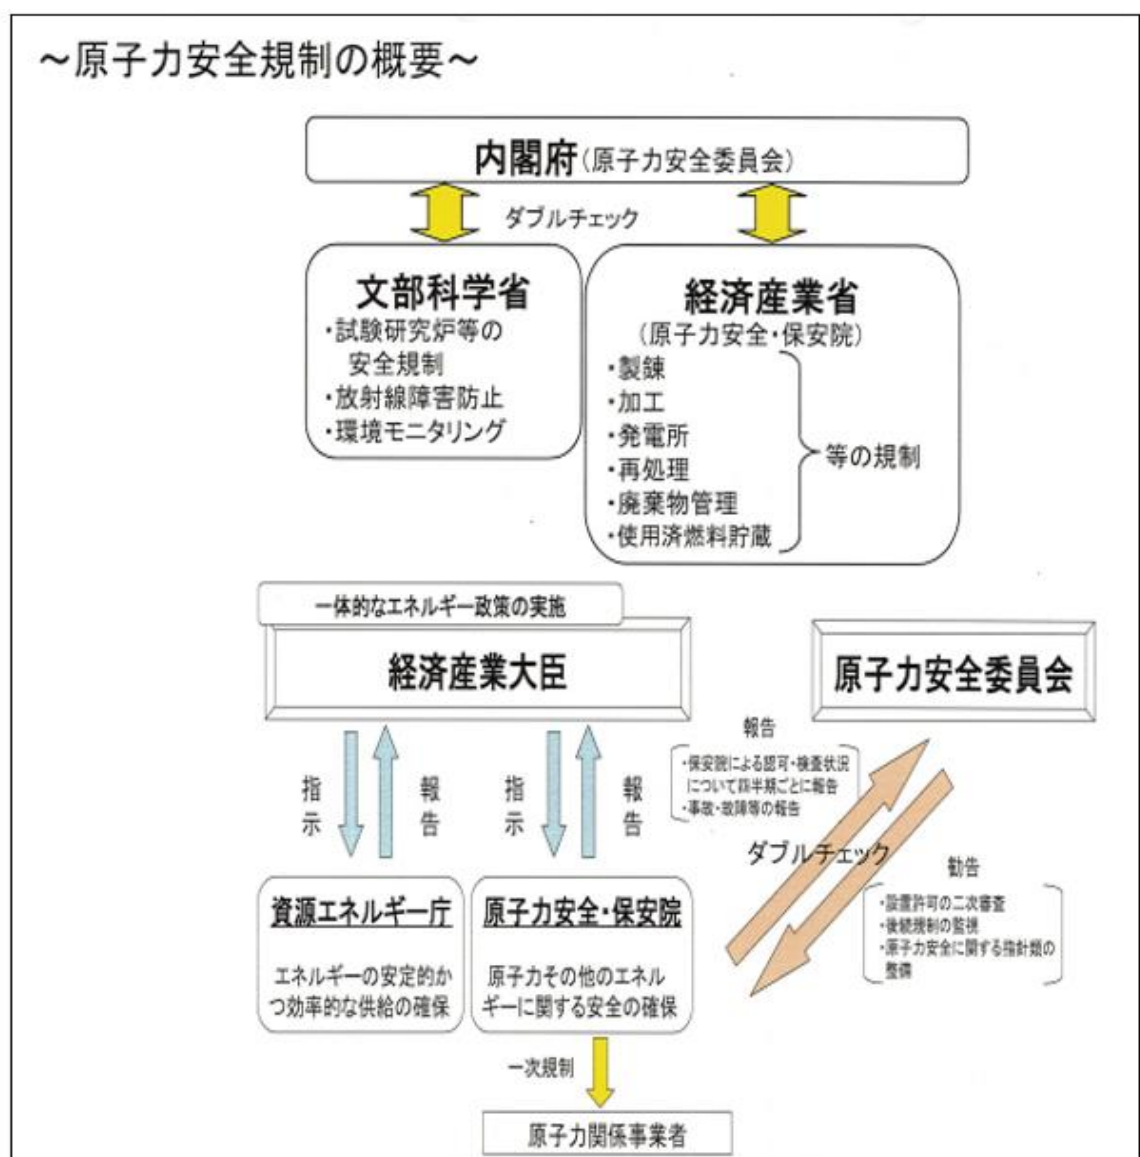 ～原子力安全規制の概要～
内閣府(原子力安全委員会)
ダブルチェック
文部科学省
・試験研究炉等の
安全規制
・放射線障害防止
・環境モニタリング
経済産業省
(原子力安全・保安院)
・製錬
・加工
・発電所
・再処理
・廃棄物管理
・使用済燃料貯蔵
等の規制
一体的なエネルギー政策の実施
経済産業大臣
原子力安全委員会
指示
報告
指示
報告
報告
・保安院による認可・検査状況
について四半期ごとに報告
・事故・故障等の報告
ダブルチェック
勧告
・設置許可の二次審査
・後続規制の監視
・原子力安全に関する指針類の
整備
資源エネルギー庁
エネルギーの安定的か
つ効率的な供給の確保
原子力安全・保安院
原子力その他のエネル
ギーに関する安全の確保
一次規制
原子力関係事業者